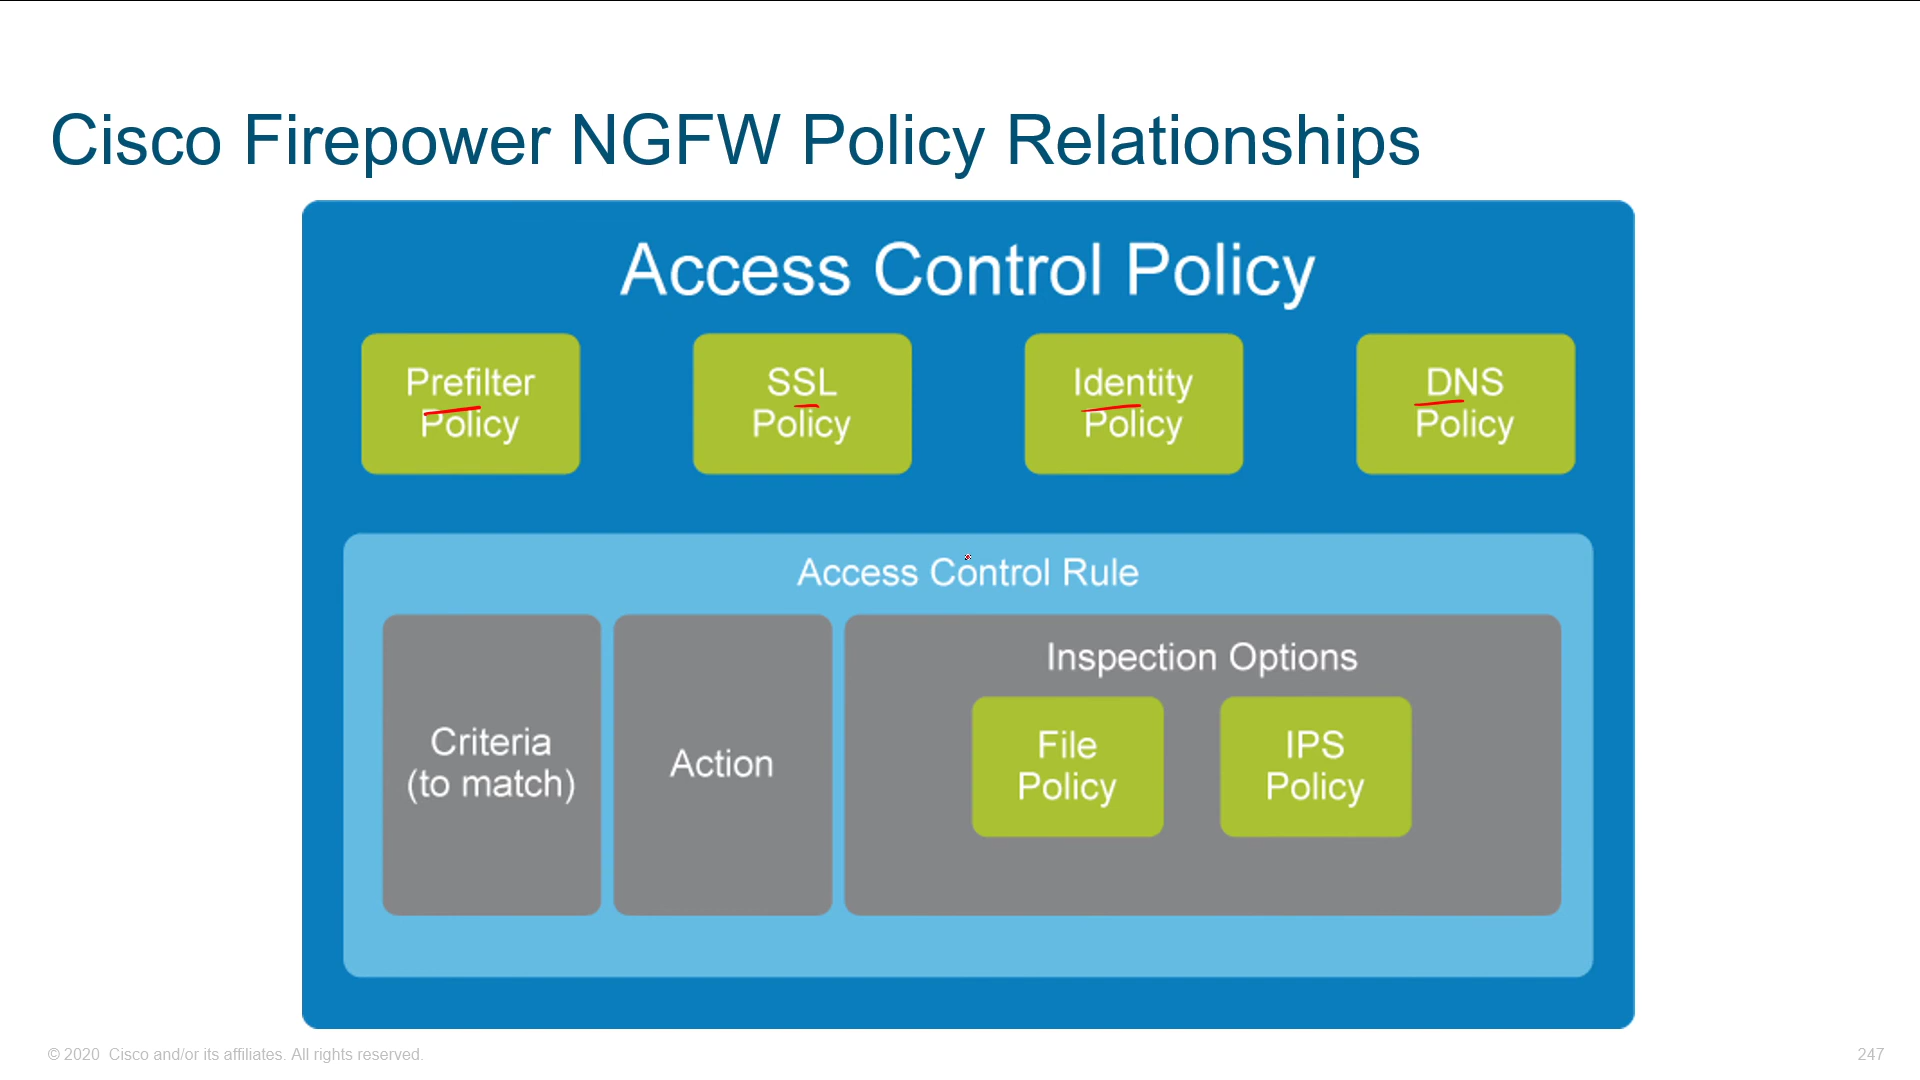 Cisco Firepower NGFW Policy Relationships
Access Control Policy
Prefilter
Policy
SSL
Policy
Identity
Policy
DNS
Policy
Access Control Rule
Criteria
(to match)
Action
Inspection Options
File
Policy
IPS
Policy
© 2020 Cisco and/or its affiliates. All rights reserved.
247